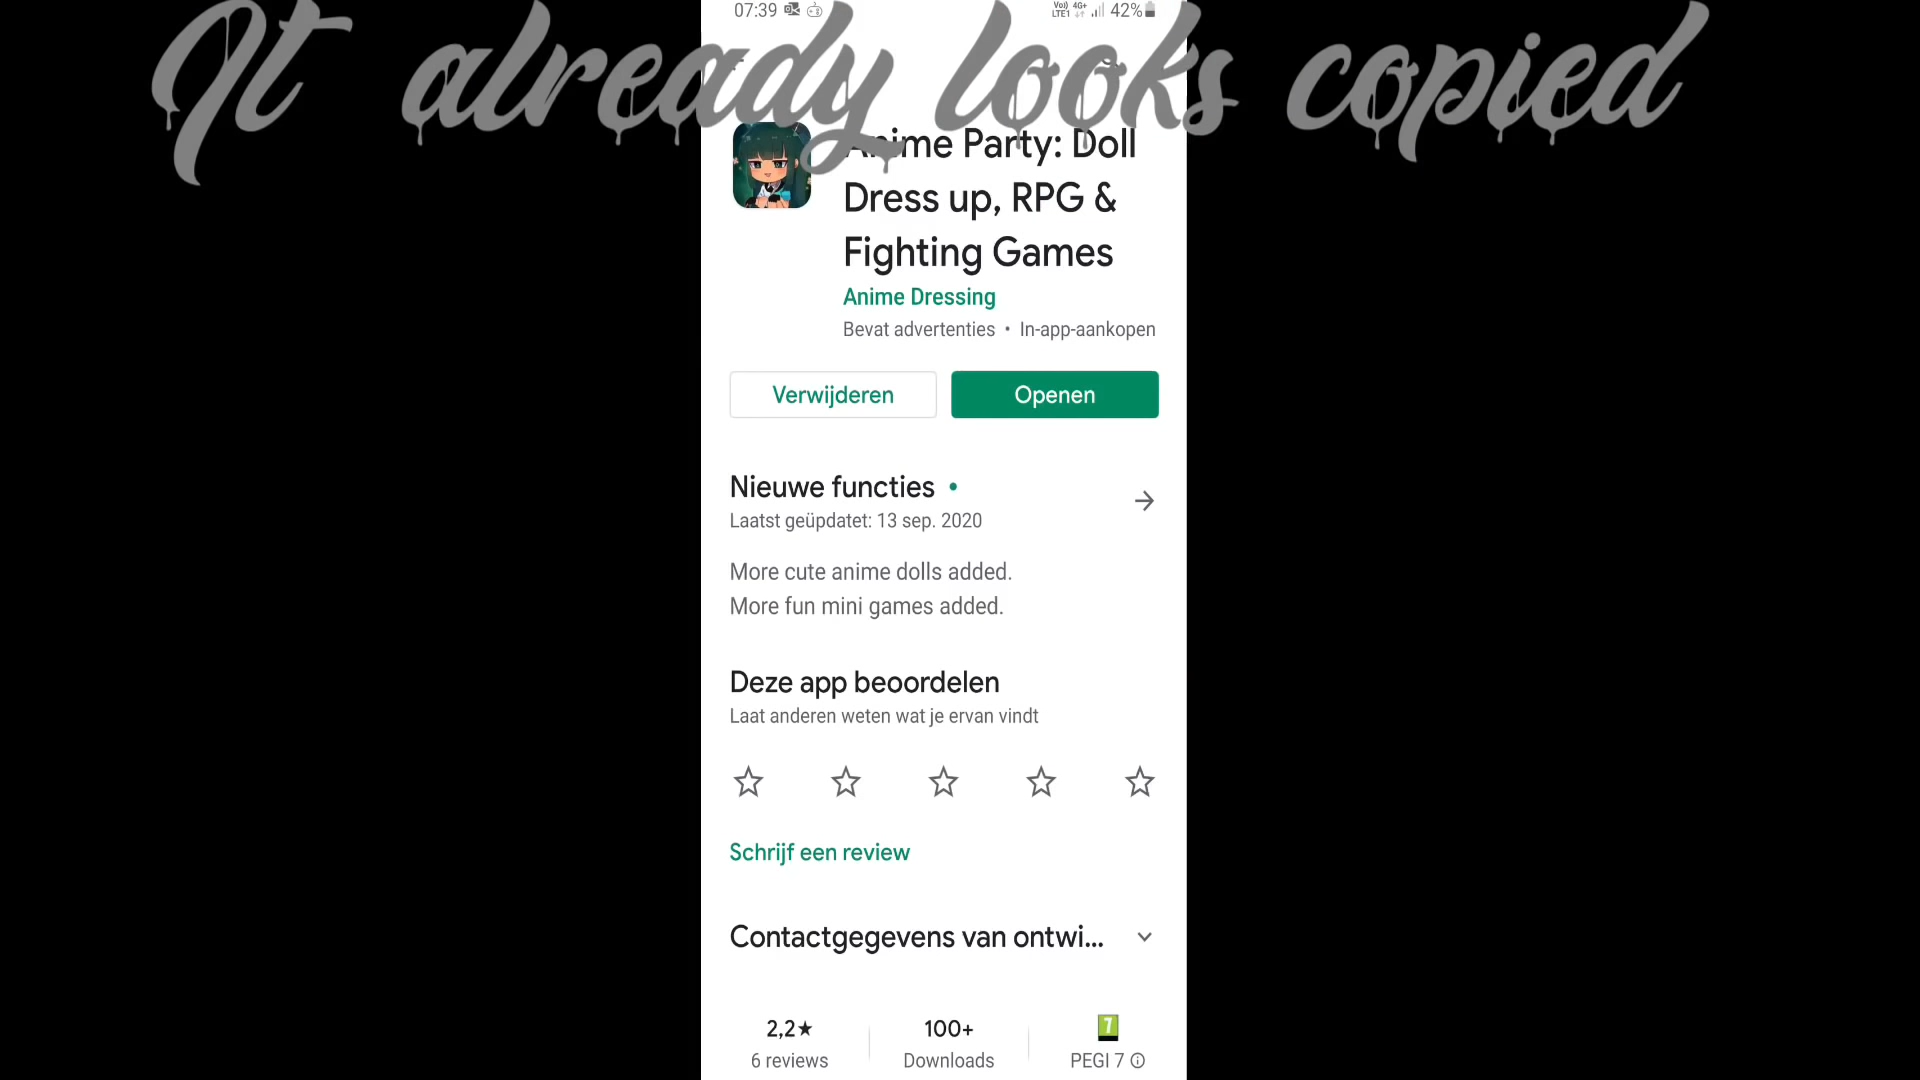 07:39 42%
It already looks copied
Anime Party: Doll
Dress up, RPG &
Fighting Games
Anime Dressing
Bevat advertenties • In-app-aankopen
Verwijderen Openen
Nieuwe functies •
Laatst geüpdatet: 13 sep. 2020
More cute anime dolls added.
More fun mini games added.
Deze app beoordelen
Laat anderen weten wat je ervan vindt
Schrijf een review
Contactgegevens van ontwi...
2,2★ 100+ 7
6 reviews Downloads PEGI 7